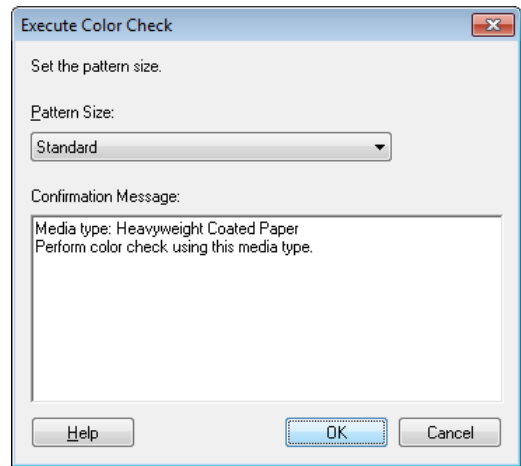 Execute Color Check
Set the pattern size.
Pattern Size:
Standard
Confirmation Message:
Media type: Heavyweight Coated Paper
Perform color check using this media type.
Help OK Cancel